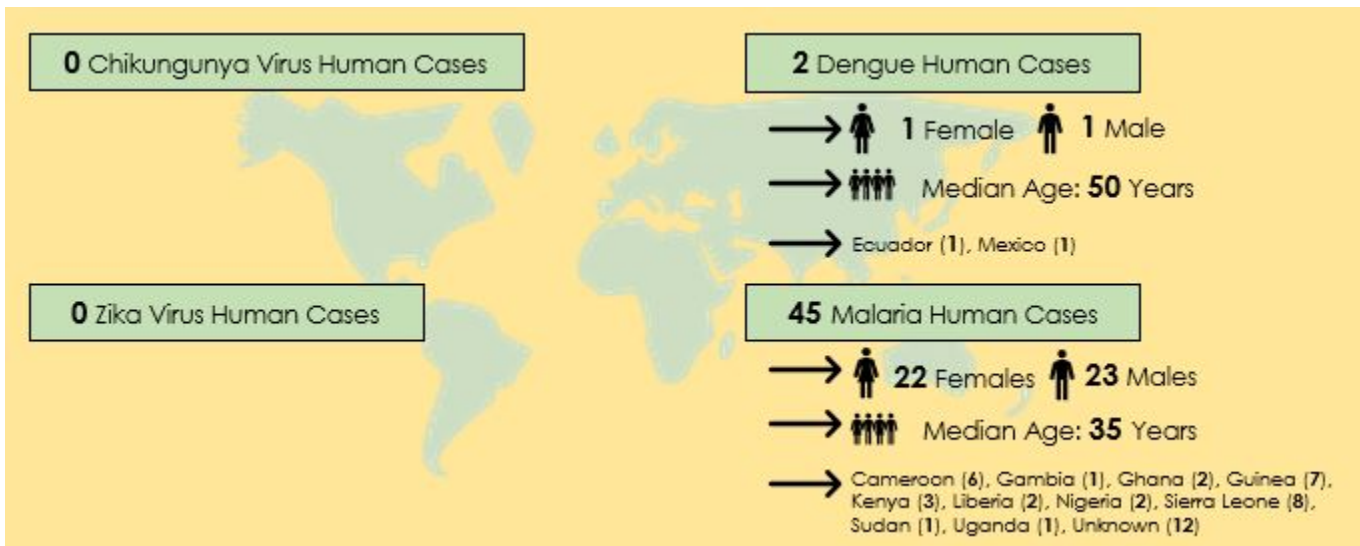 0 Chikungunya Virus Human Cases
2 Dengue Human Cases
1 Female 1 Male
Median Age: 50 Years
Ecuador (1), Mexico (1)
0 Zika Virus Human Cases
45 Malaria Human Cases
22 Females 23 Males
Median Age: 35 Years
Cameroon (6), Gambia (1), Ghana (2), Guinea (7),
Kenya (3), Liberia (2), Nigeria (2), Sierra Leone (8),
Sudan (1), Uganda (1), Unknown (12)